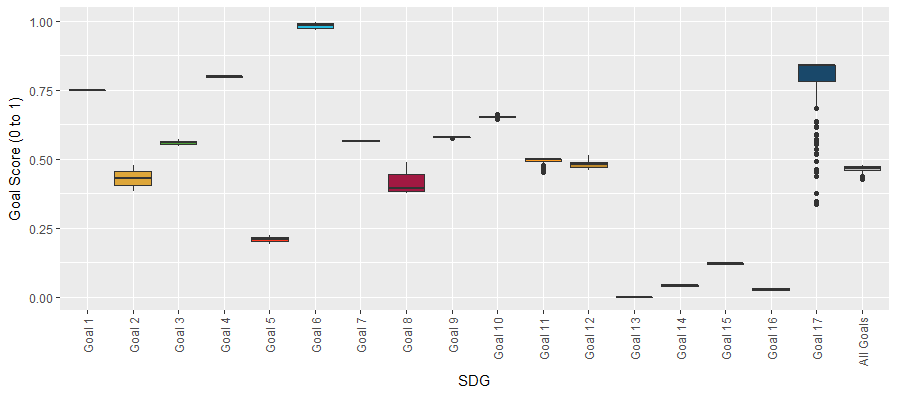 Goal Score (0 to 1)
1.00
0.75
0.50
0.25
0.00
Goal 1
Goal 2
Goal 3
Goal 4
Goal 5
Goal 6
Goal 7
Goal 8
Goal 9
Goal 10
Goal 11
Goal 12
Goal 13
Goal 14
Goal 15
Goal 16
Goal 17
All Goals
SDG